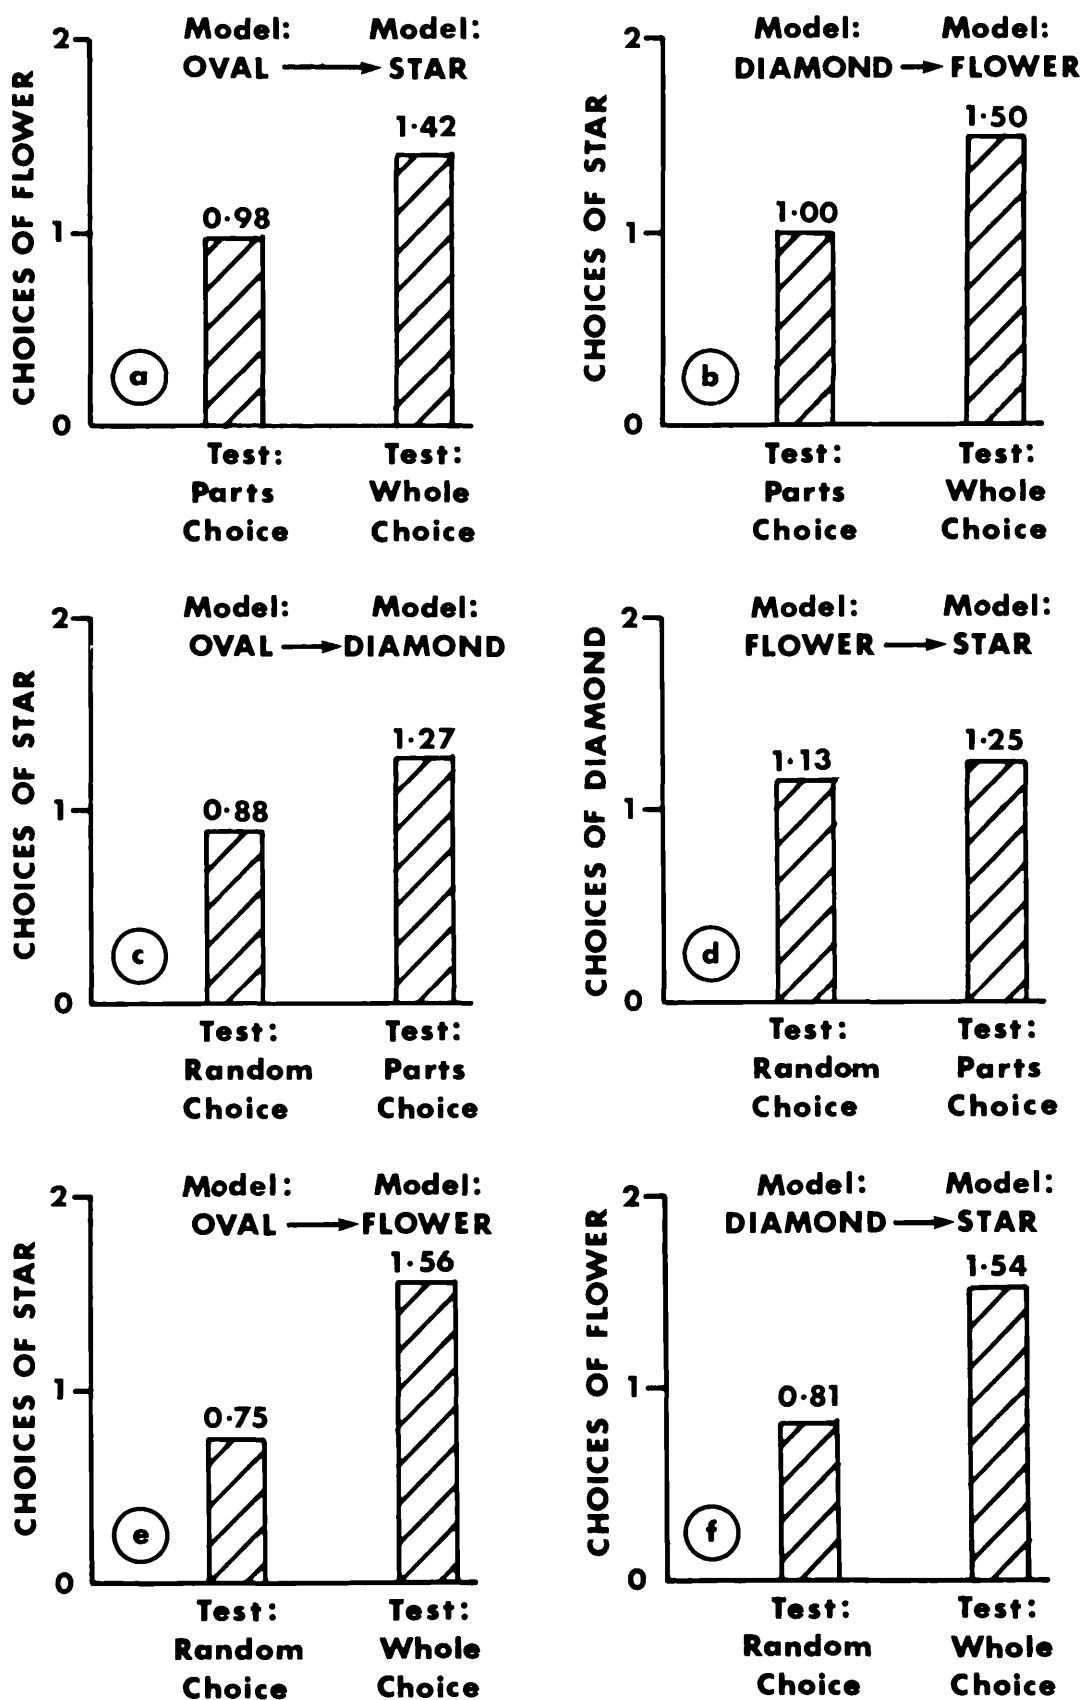 CHOICES OF FLOWER
2
1
0
Model: Model:
OVAL → STAR
0·98
1·42
a
Test: Test:
Parts Whole
Choice Choice
CHOICES OF STAR
2
1
0
Model: Model:
DIAMOND → FLOWER
1·00
1·50
b
Test: Test:
Parts Whole
Choice Choice
CHOICES OF STAR
2
1
0
Model: Model:
OVAL → DIAMOND
0·88
1·27
c
Test: Test:
Random Parts
Choice Choice
CHOICES OF DIAMOND
2
1
0
Model: Model:
FLOWER → STAR
1·13
1·25
d
Test: Test:
Random Parts
Choice Choice
CHOICES OF STAR
2
1
0
Model: Model:
OVAL → FLOWER
0·75
1·56
e
Test: Test:
Random Whole
Choice Choice
CHOICES OF FLOWER
2
1
0
Model: Model:
DIAMOND → STAR
0·81
1·54
f
Test: Test:
Random Whole
Choice Choice